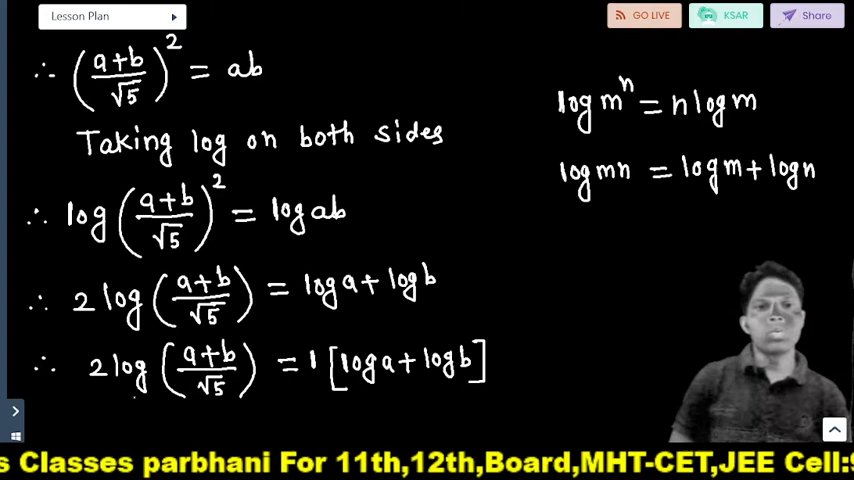 Lesson Plan
GO LIVE
KSAR
Share
∴ ((a+b)/√5)² = ab
Taking log on both sides
∴ log((a+b)/√5)² = log ab
∴ 2 log((a+b)/√5) = log a + log b
∴ 2 log((a+b)/√5) = 1 [log a + log b]
log mⁿ = n log m
log mn = log m + log n
s Classes parbhani For 11th,12th,Board,MHT-CET,JEE Cell:9